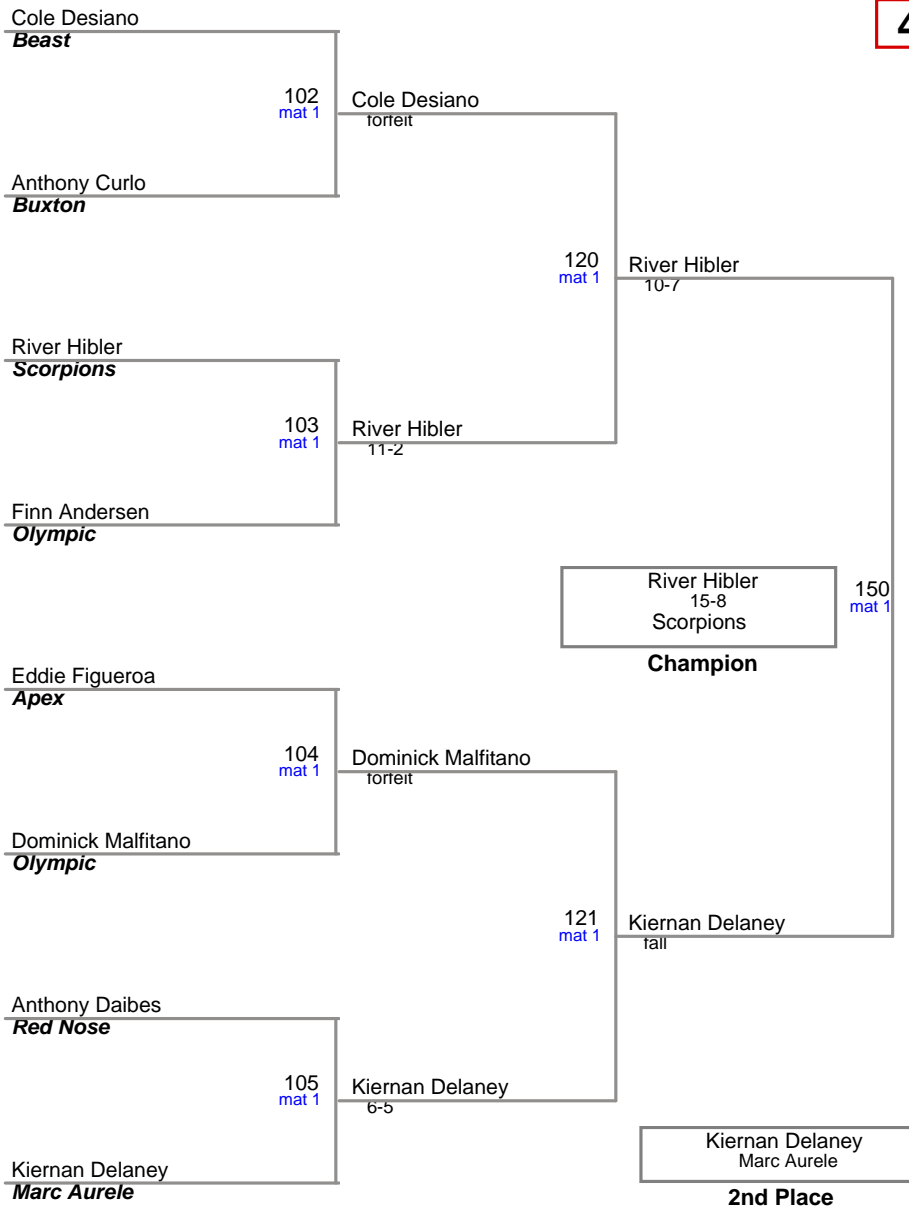 Cole Desiano
Beast
4
102
mat 1
Cole Desiano
forfeit
Anthony Curlo
Buxton
120
mat 1
River Hibler
10-7
River Hibler
Scorpions
103
mat 1
River Hibler
11-2
Finn Andersen
Olympic
River Hibler
15-8
Scorpions
Champion
150
mat 1
Eddie Figueroa
Apex
104
mat 1
Dominick Malfitano
forfeit
Dominick Malfitano
Olympic
121
mat 1
Kiernan Delaney
fall
Anthony Daibes
Red Nose
105
mat 1
Kiernan Delaney
6-5
Kiernan Delaney
Marc Aurele
Kiernan Delaney
Marc Aurele
2nd Place